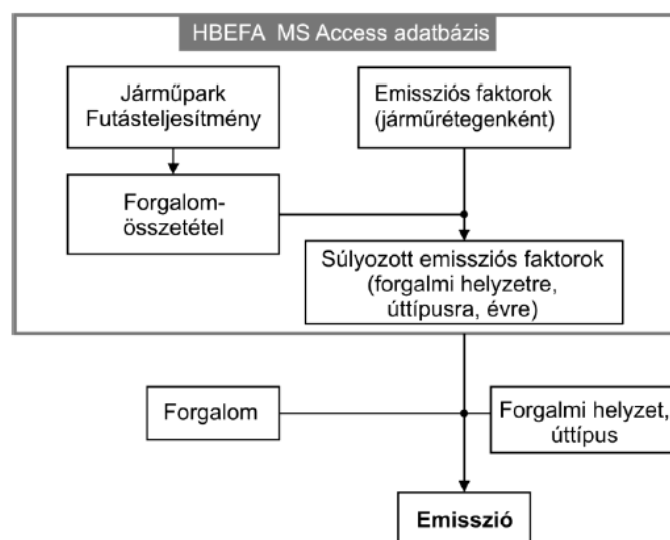 HBEFA MS Access adatbázis
Járműpark
Futásteljesítmény
Emissziós faktorok
(járműrétegenként)
Forgalom-
összetétel
Súlyozott emissziós faktorok
(forgalmi helyzetre,
úttípusra, évre)
Forgalom
Forgalmi helyzet,
úttípus
Emisszió